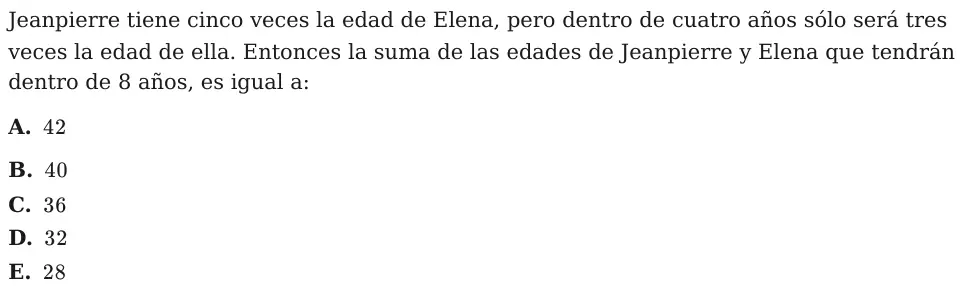 Jeanpierre tiene cinco veces la edad de Elena, pero dentro de cuatro años sólo será tres
veces la edad de ella. Entonces la suma de las edades de Jeanpierre y Elena que tendrán
dentro de 8 años, es igual a:
A. 42
B. 40
C. 36
D. 32
E. 28